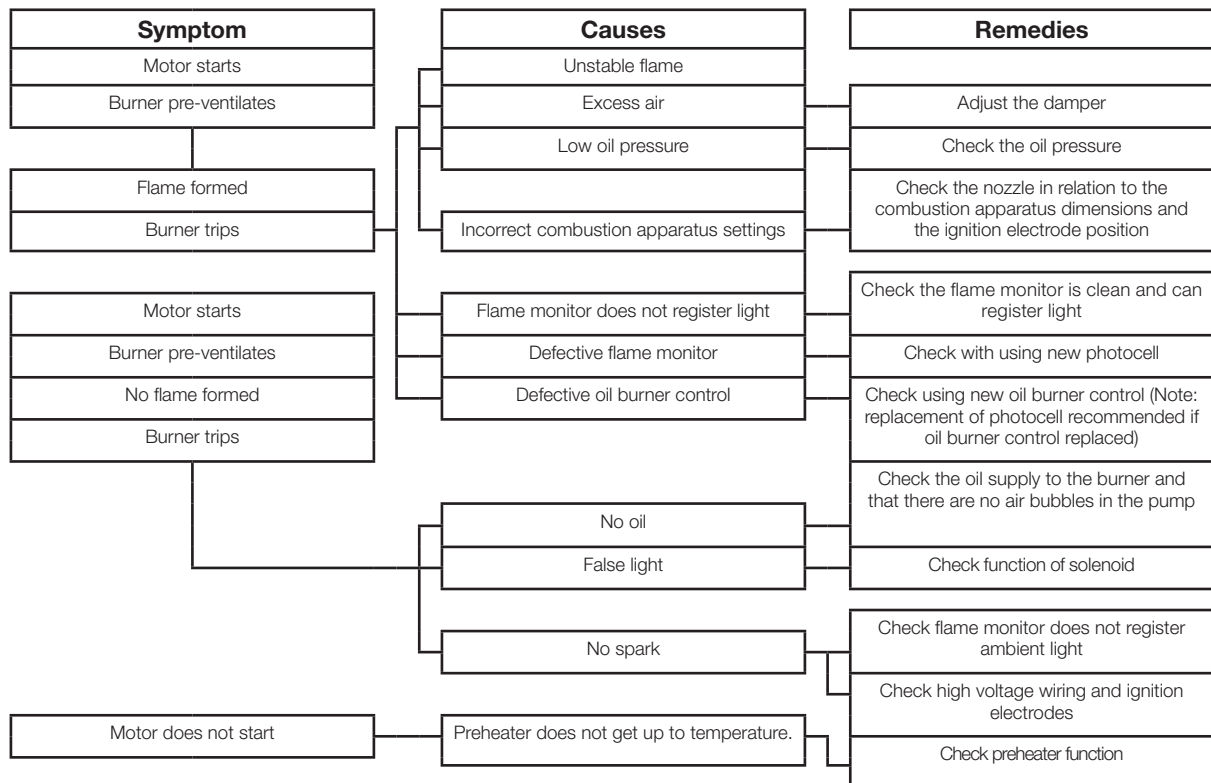 Symptom
Causes
Remedies
Motor starts
Unstable flame
Burner pre-ventilates
Excess air
Adjust the damper
Low oil pressure
Check the oil pressure
Flame formed
Burner trips
Incorrect combustion apparatus settings
Check the nozzle in relation to the
combustion apparatus dimensions and
the ignition electrode position
Motor starts
Flame monitor does not register light
Check the flame monitor is clean and can
register light
Burner pre-ventilates
Defective flame monitor
Check with using new photocell
No flame formed
Defective oil burner control
Check using new oil burner control (Note:
replacement of photocell recommended if
oil burner control replaced)
Burner trips
Check the oil supply to the burner and
that there are no air bubbles in the pump
No oil
False light
Check function of solenoid
No spark
Check flame monitor does not register
ambient light
Check high voltage wiring and ignition
electrodes
Motor does not start
Preheater does not get up to temperature.
Check preheater function